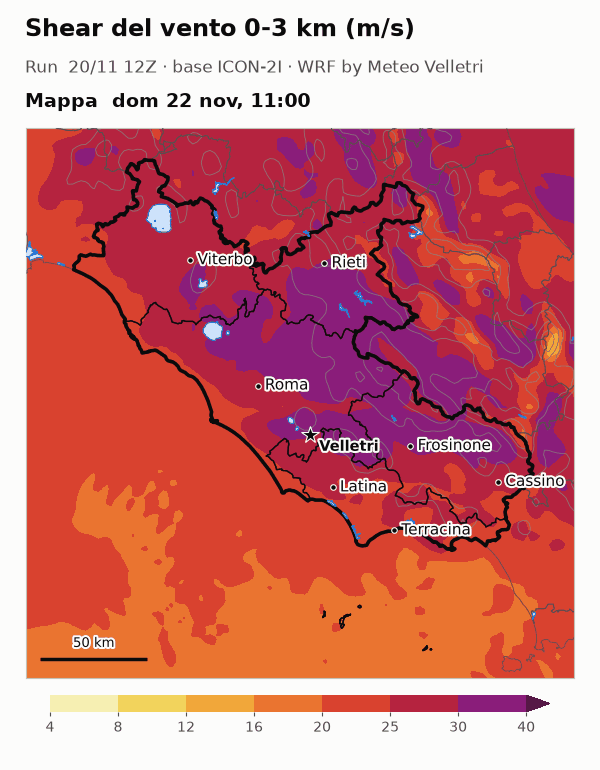 Shear del vento 0-3 km (m/s)
Run 20/11 12Z · base ICON-2I · WRF by Meteo Velletri
Mappa dom 22 nov, 11:00
Viterbo
Rieti
Roma
Velletri
Frosinone
Latina
Cassino
Terracina
50 km
4 8 12 16 20 25 30 40